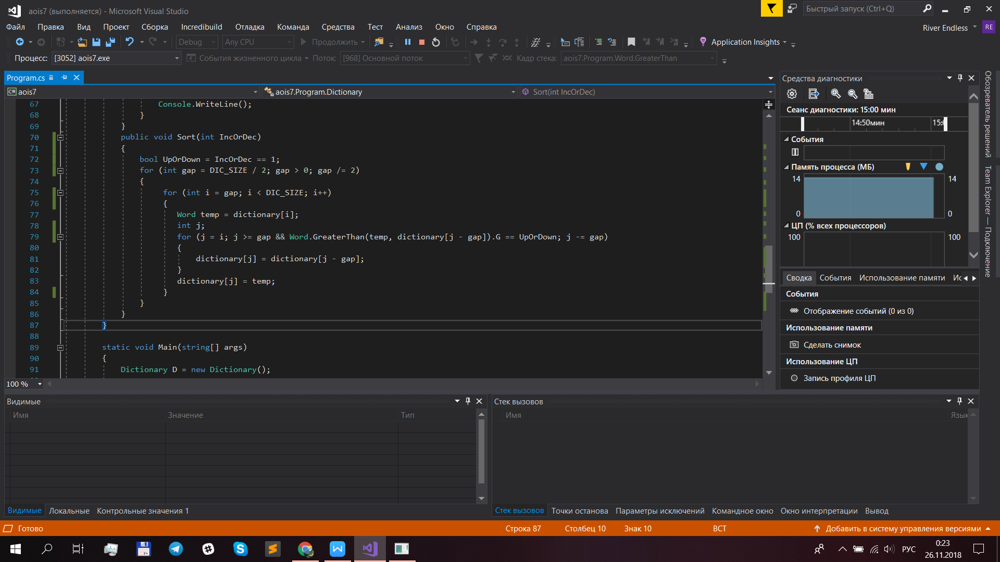 aois7 (выполняется) - Microsoft Visual Studio
Быстрый запуск (Ctrl+Q)
Файл Правка Вид Проект Сборка Incredibuild Отладка Команда Средства Тест Анализ Окно Справка
River Endless RE
Debug Any CPU Продолжить Application Insights
Процесс: [3052] aois7.exe События жизненного цикла Поток: [968] Основной поток Кадр стека: aois7.Program.Word.GreaterThan
Program.cs
C# aois7 aois7.Program.Dictionary Sort(int IncOrDec)
67 Console.WriteLine();
68 }
69 }
70 public void Sort(int IncOrDec)
71 {
72 bool UpOrDown = IncOrDec == 1;
73 for (int gap = DIC_SIZE / 2; gap > 0; gap /= 2)
74 {
75 for (int i = gap; i < DIC_SIZE; i++)
76 {
77 Word temp = dictionary[i];
78 int j;
79 for (j = i; j >= gap && Word.GreaterThan(temp, dictionary[j - gap]).G == UpOrDown; j -= gap)
80 {
81 dictionary[j] = dictionary[j - gap];
82 }
83 dictionary[j] = temp;
84 }
85 }
86 }
87 }
88
89 static void Main(string[] args)
90 {
91 Dictionary D = new Dictionary();
100 %
Средства диагностики
Сеанс диагностики: 15:00 мин
14:50мин 15:
События
Память процесса (МБ)
14 14
0 0
ЦП (% всех процессоров)
100 100
Сводка События Использование памяти Ис
События
Отображение событий (0 из 0)
Использование памяти
Сделать снимок
Использование ЦП
Запись профиля ЦП
Обозреватель решений
Team Explorer — Подключение
Видимые
Имя Значение Тип
Видимые Локальные Контрольные значения 1
Стек вызовов
Имя Язык
Стек вызовов Точки останова Параметры исключений Командное окно Окно интерпретации Вывод
Готово Строка 87 Столбец 10 Знак 10 ВСТ Добавить в систему управления версиями
64
РУС
0:23
26.11.2018